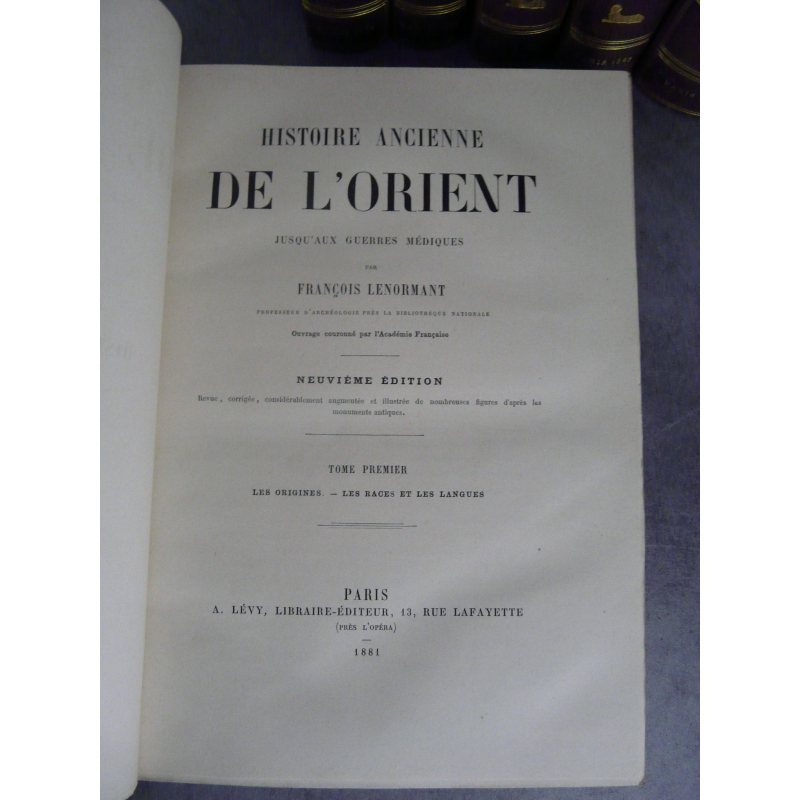 HISTOIRE ANCIENNE
DE L'ORIENT
JUSQU'AUX GUERRES MÉDIQUES
PAR
FRANÇOIS LENORMANT
PROFESSEUR D'ARCHÉOLOGIE PRÈS LA BIBLIOTHÈQUE NATIONALE
Ouvrage couronné par l'Académie Française
NEUVIÈME ÉDITION
Revue, corrigée, considérablement augmentée et illustrée de nombreuses figures d'après les
monuments antiques.
TOME PREMIER
LES ORIGINES. — LES RACES ET LES LANGUES
PARIS
A. LÉVY, LIBRAIRE-ÉDITEUR, 13, RUE LAFAYETTE
(PRÈS L'OPÉRA)
1881